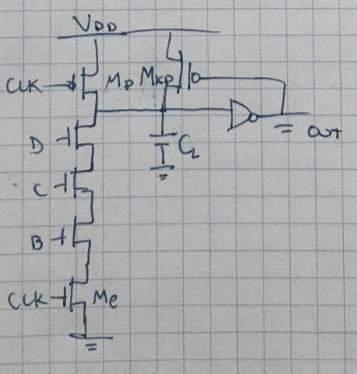 VDD
CLK Mp Mkp
D CL OUT
C
B
CLK Me